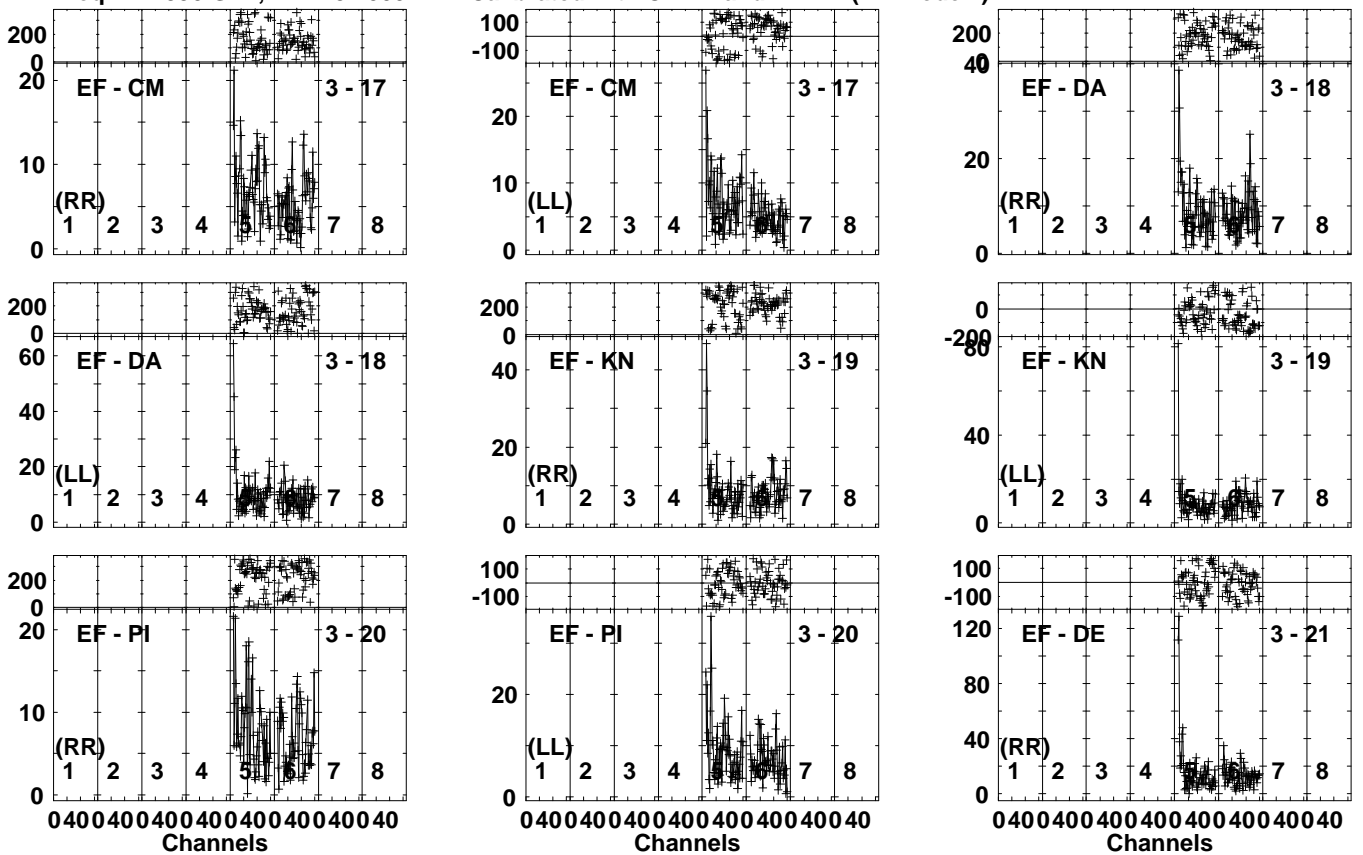 200 0 100 -100 200 0
EF - CM 3 - 17 EF - CM 3 - 17 EF - DA 3 - 18
20 10 0 20 10 0 40 20 0
(RR) (LL) (RR)
1 2 3 4 5 6 7 8 1 2 3 4 5 6 7 8 1 2 3 4 5 6 7 8
200 0 200 0 0 -200
EF - DA 3 - 18 EF - KN 3 - 19 EF - KN 3 - 19
60 40 20 0 40 20 0 80 40 0
(LL) (RR) (LL)
1 2 3 4 5 6 7 8 1 2 3 4 5 6 7 8 1 2 3 4 5 6 7 8
200 0 100 -100 100 -100
EF - PI 3 - 20 EF - PI 3 - 20 EF - DE 3 - 21
20 10 0 20 0 120 80 40 0
(RR) (LL) (RR)
1 2 3 4 5 6 7 8 1 2 3 4 5 6 7 8 1 2 3 4 5 6 7 8
0 40 0 40 0 40 0 40 0 40 0 40 0 40 0 40 0 40 0 40 0 40 0 40 0 40 0 40 0 40 0 40 0 40 0 40 0 40 0 40 0 40 0 40 0 40 0 40
Channels Channels Channels